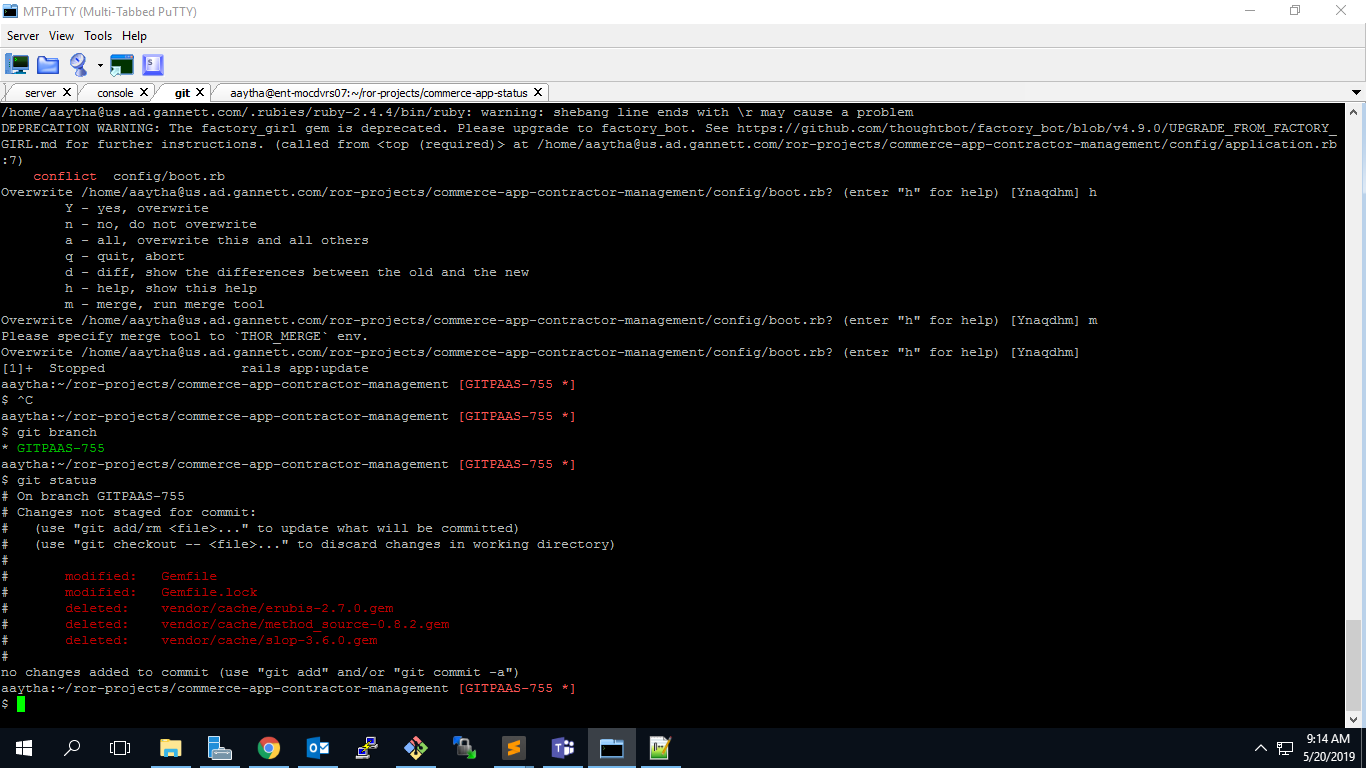 MTPuTTY (Multi-Tabbed PuTTY)
Server View Tools Help
server console git aaytha@ent-mocdvrs07:~/ror-projects/commerce-app-status
/home/aaytha@us.ad.gannett.com/.rubies/ruby-2.4.4/bin/ruby: warning: shebang line ends with \r may cause a problem
DEPRECATION WARNING: The factory_girl gem is deprecated. Please upgrade to factory_bot. See https://github.com/thoughtbot/factory_bot/blob/v4.9.0/UPGRADE_FROM_FACTORY_
GIRL.md for further instructions. (called from <top (required)> at /home/aaytha@us.ad.gannett.com/ror-projects/commerce-app-contractor-management/config/application.rb
:7)
    conflict  config/boot.rb
Overwrite /home/aaytha@us.ad.gannett.com/ror-projects/commerce-app-contractor-management/config/boot.rb? (enter "h" for help) [Ynaqdhm] h
        Y - yes, overwrite
        n - no, do not overwrite
        a - all, overwrite this and all others
        q - quit, abort
        d - diff, show the differences between the old and the new
        h - help, show this help
        m - merge, run merge tool
Overwrite /home/aaytha@us.ad.gannett.com/ror-projects/commerce-app-contractor-management/config/boot.rb? (enter "h" for help) [Ynaqdhm] m
Please specify merge tool to `THOR_MERGE` env.
Overwrite /home/aaytha@us.ad.gannett.com/ror-projects/commerce-app-contractor-management/config/boot.rb? (enter "h" for help) [Ynaqdhm]
[1]+  Stopped                 rails app:update
aaytha:~/ror-projects/commerce-app-contractor-management [GITPAAS-755 *]
$ ^C
aaytha:~/ror-projects/commerce-app-contractor-management [GITPAAS-755 *]
$ git branch
* GITPAAS-755
aaytha:~/ror-projects/commerce-app-contractor-management [GITPAAS-755 *]
$ git status
# On branch GITPAAS-755
# Changes not staged for commit:
#   (use "git add/rm <file>..." to update what will be committed)
#   (use "git checkout -- <file>..." to discard changes in working directory)
#
#       modified:   Gemfile
#       modified:   Gemfile.lock
#       deleted:    vendor/cache/erubis-2.7.0.gem
#       deleted:    vendor/cache/method_source-0.8.2.gem
#       deleted:    vendor/cache/slop-3.6.0.gem
#
no changes added to commit (use "git add" and/or "git commit -a")
aaytha:~/ror-projects/commerce-app-contractor-management [GITPAAS-755 *]
$
9:14 AM
5/20/2019